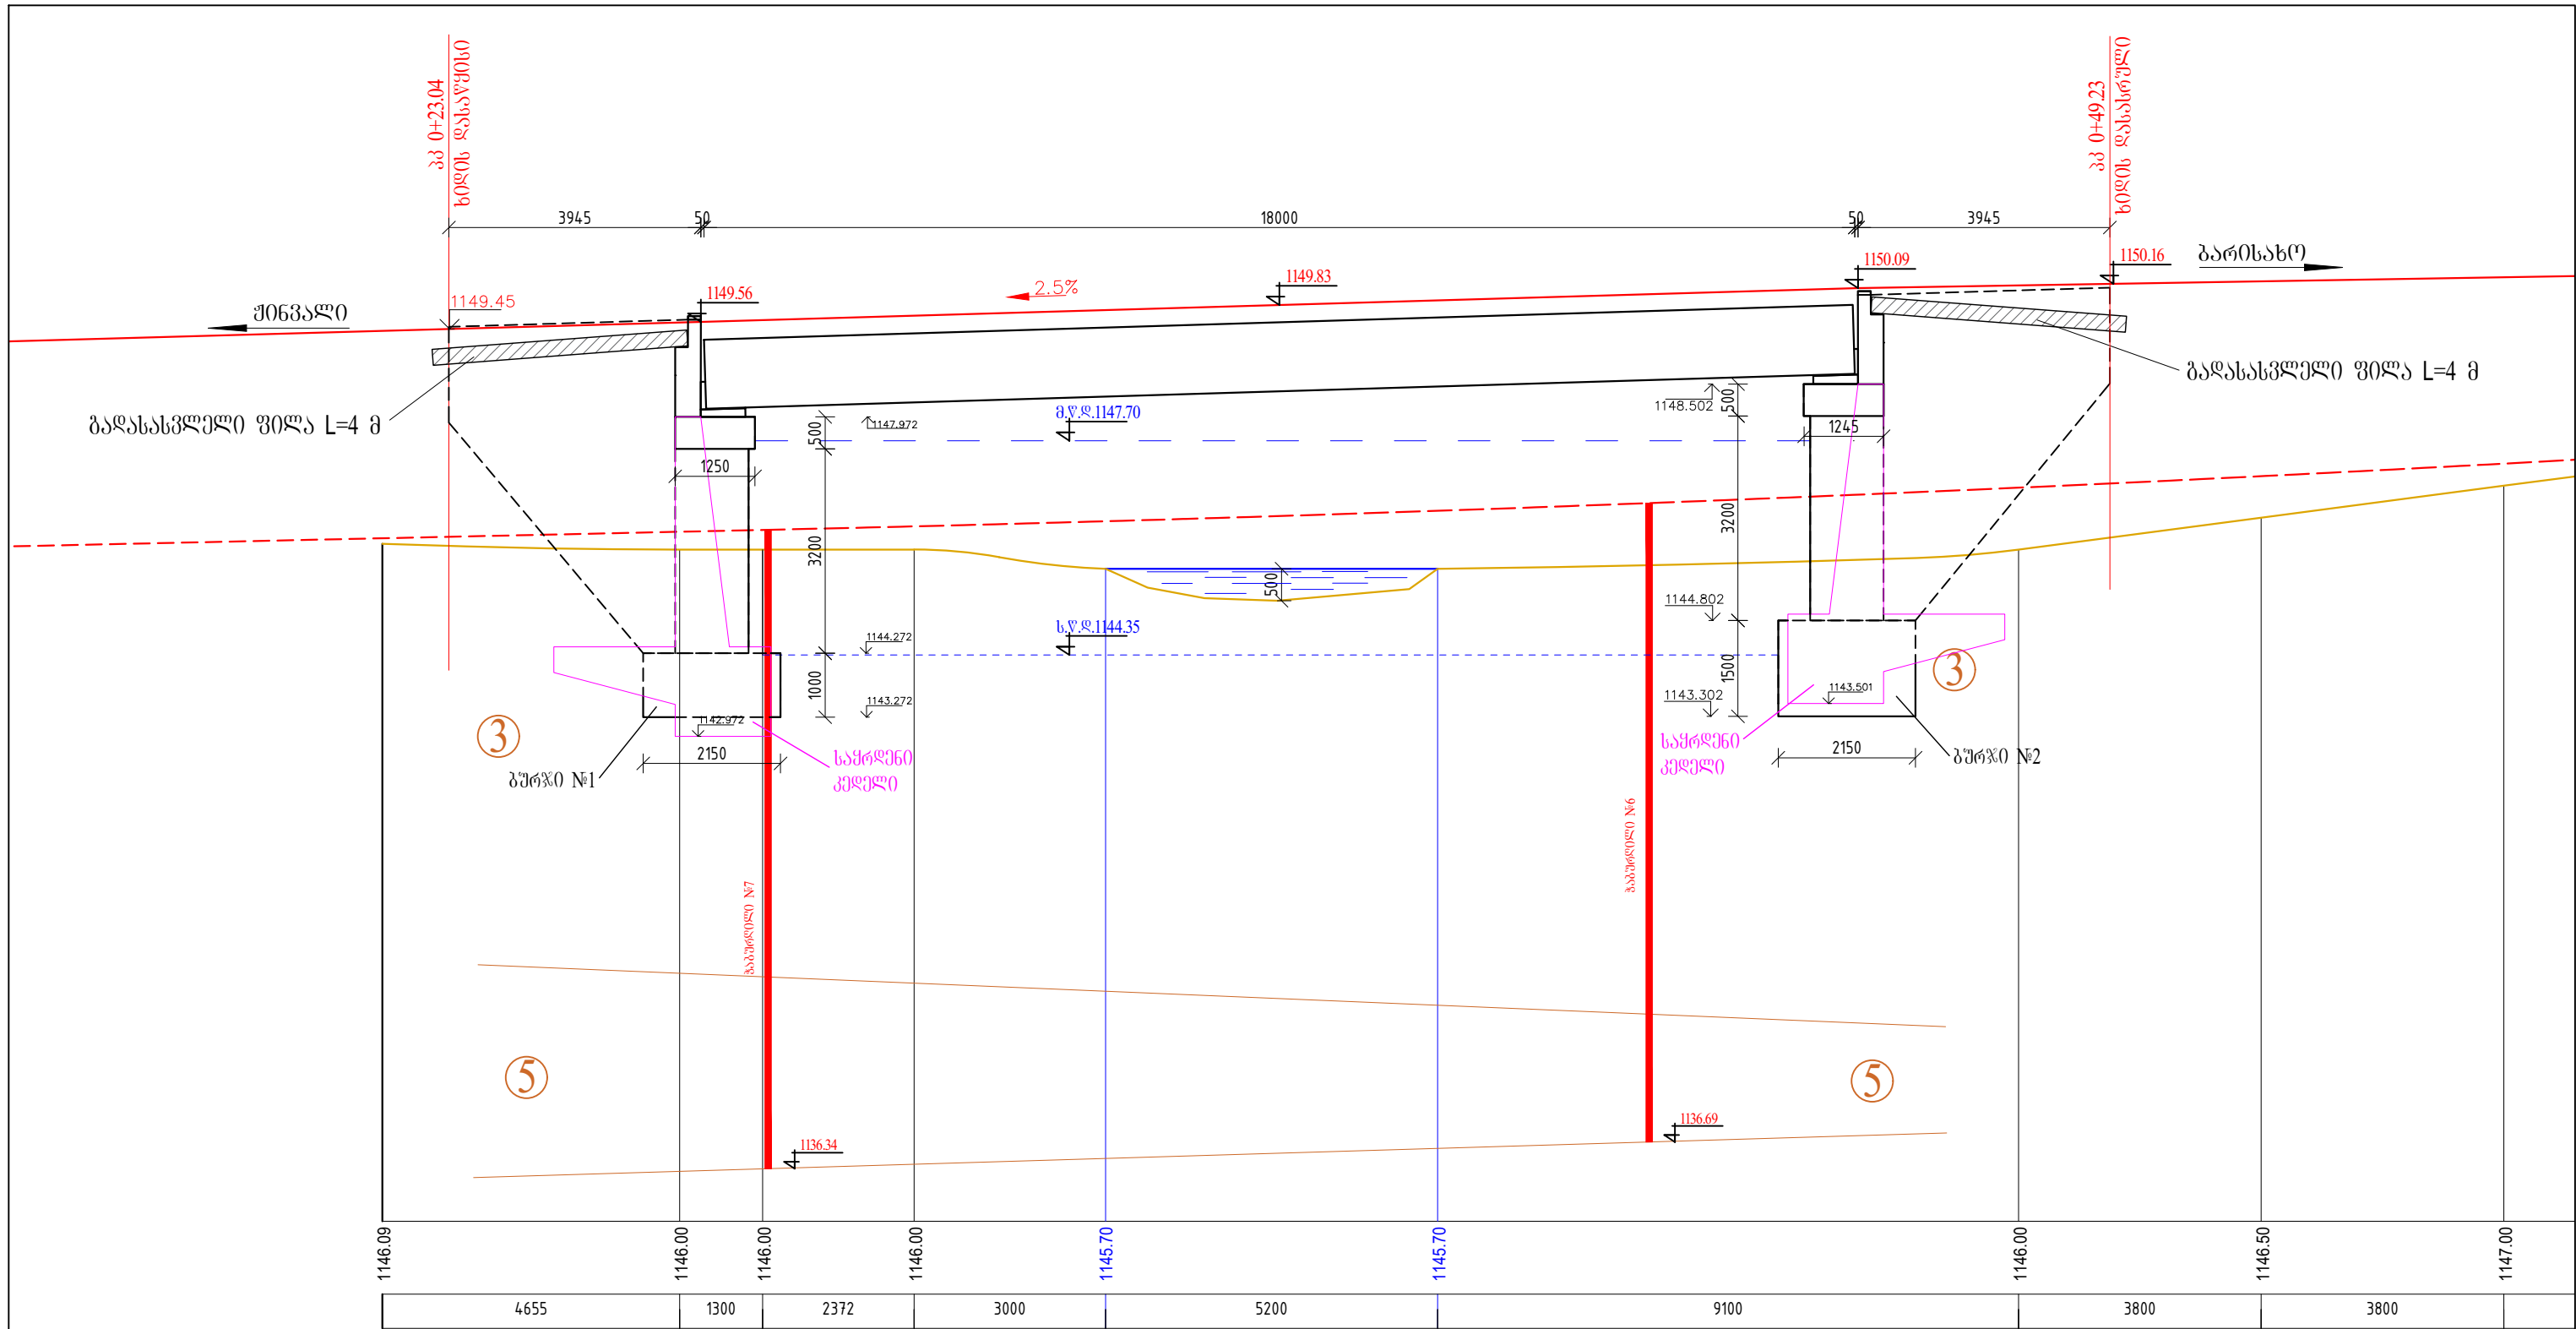 პკ 0+23.04
ხიდის დასაწყისი
პკ 0+49.23
ხიდის დასასრული
3945
50
18000
50
3945
ჟინვალი
1149.45
1149.56
2.5%
1149.83
1150.09
1150.16
ბარისახო
გადასასვლელი ფილა L=4 მ
გადასასვლელი ფილა L=4 მ
1147.972
500
მ.წ.დ.1147.70
1148.502
500
1250
1245
3200
3200
500
1144.272
ს.წ.დ.1144.35
1144.802
1000
1143.272
1142.972
1500
1143.302
1143.501
3
3
2150
2150
ბურჯი №1
საყრდენი
კედელი
საყრდენი
კედელი
ბურჯი №2
ჭაბურღილი №7
ჭაბურღილი №6
5
5
1136.34
1136.69
1146.09
1146.00
1146.00
1146.00
1145.70
1145.70
1146.00
1146.50
1147.00
4655
1300
2372
3000
5200
9100
3800
3800